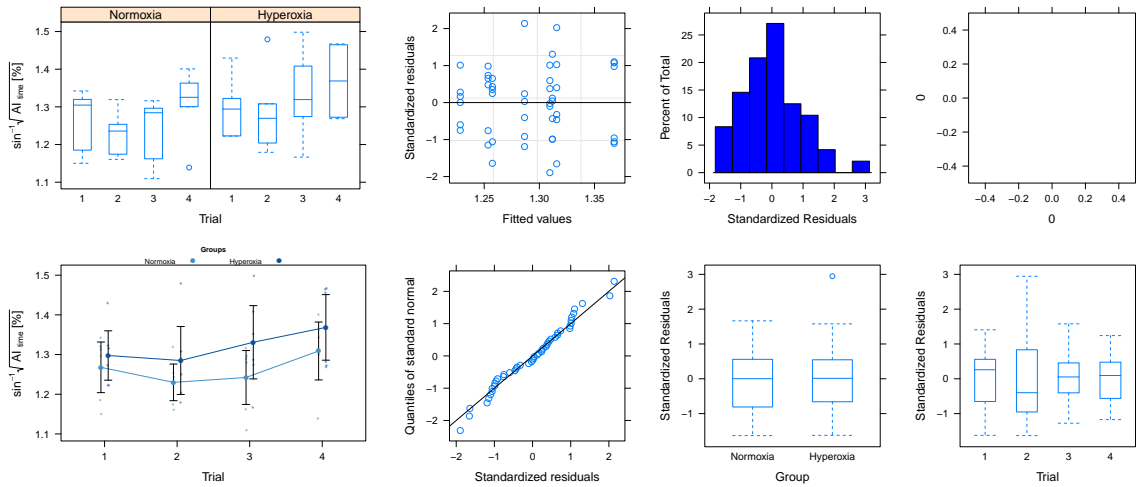 Normoxia Hyperoxia
sin⁻¹√AI time [%]
1.5
1.4
1.3
1.2
1.1
1 2 3 4 1 2 3 4
Trial
Standardized residuals
2
1
0
−1
−2
1.25 1.30 1.35
Fitted values
Percent of Total
25
20
15
10
5
0
−2 −1 0 1 2 3
Standardized Residuals
0
0.4
0.2
0.0
−0.2
−0.4
−0.4 −0.2 0.0 0.2 0.4
0
Groups
Normoxia Hyperoxia
sin⁻¹√AI time [%]
1.5
1.4
1.3
1.2
1.1
1 2 3 4
Trial
Quantiles of standard normal
2
1
0
−1
−2
−2 −1 0 1 2
Standardized residuals
Standardized Residuals
3
2
1
0
−1
Normoxia Hyperoxia
Group
Standardized Residuals
3
2
1
0
−1
1 2 3 4
Trial